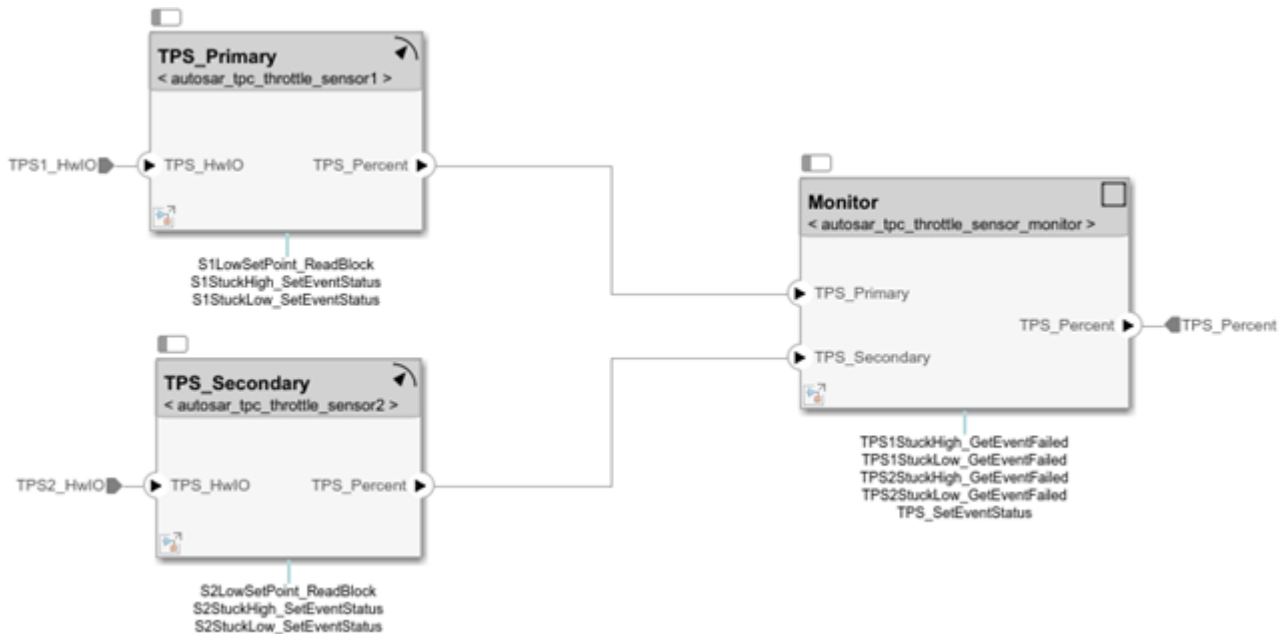 TPS_Primary
< autosar_tpc_throttle_sensor1 >
TPS1_HwIO
TPS_HwIO
TPS_Percent
S1LowSetPoint_ReadBlock
S1StuckHigh_SetEventStatus
S1StuckLow_SetEventStatus
TPS_Secondary
< autosar_tpc_throttle_sensor2 >
TPS2_HwIO
TPS_HwIO
TPS_Percent
S2LowSetPoint_ReadBlock
S2StuckHigh_SetEventStatus
S2StuckLow_SetEventStatus
Monitor
< autosar_tpc_throttle_sensor_monitor >
TPS_Primary
TPS_Secondary
TPS_Percent
TPS_Percent
TPS1StuckHigh_GetEventFailed
TPS1StuckLow_GetEventFailed
TPS2StuckHigh_GetEventFailed
TPS2StuckLow_GetEventFailed
TPS_SetEventStatus